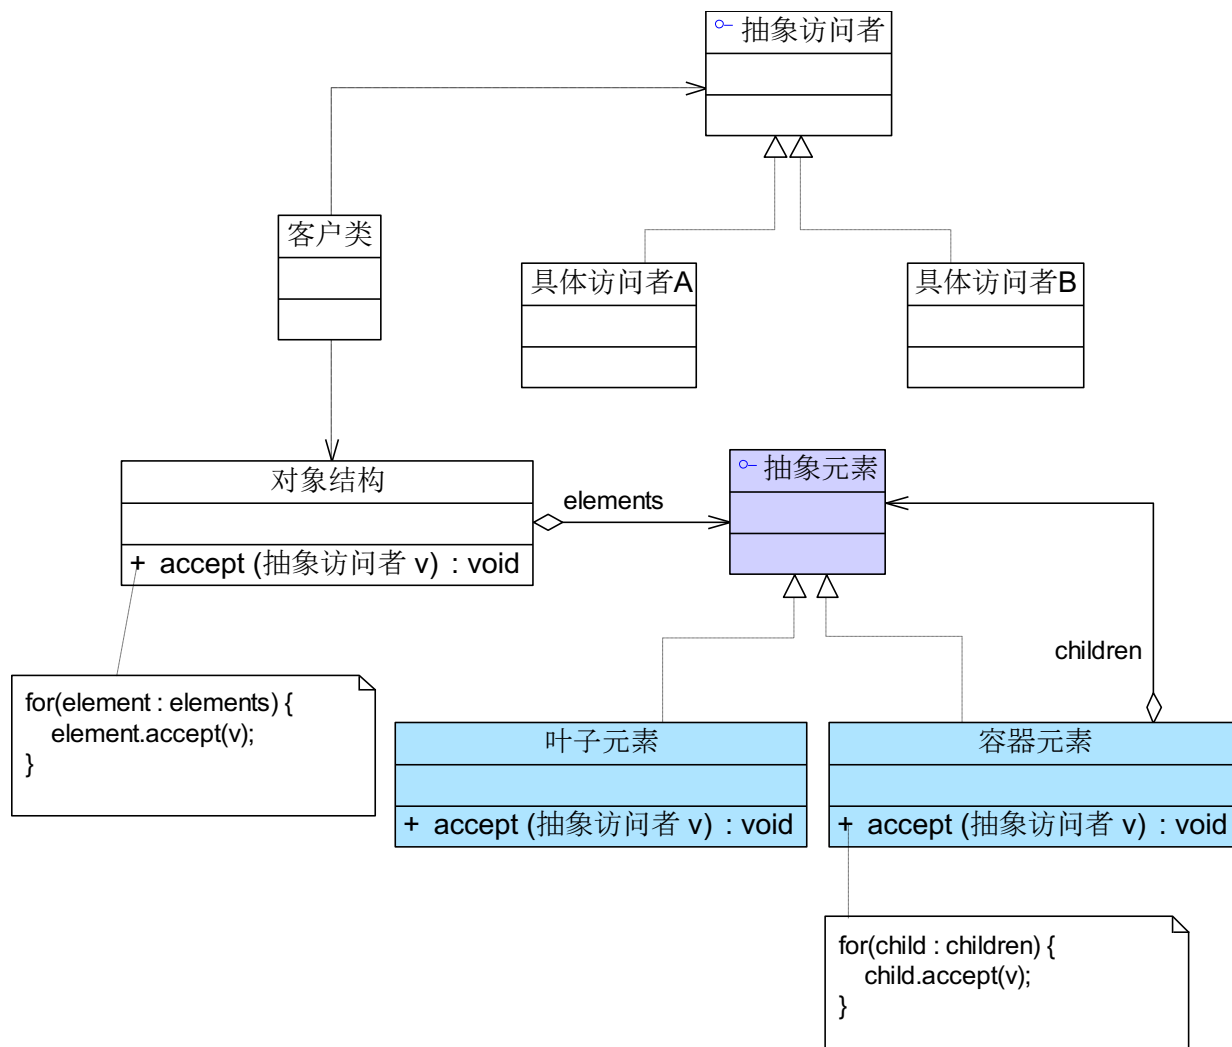 抽象访问者
客户类
具体访问者A
具体访问者B
对象结构
+ accept (抽象访问者 v) : void
elements
抽象元素
children
for(element : elements) {
element.accept(v);
}
叶子元素
+ accept (抽象访问者 v) : void
容器元素
+ accept (抽象访问者 v) : void
for(child : children) {
child.accept(v);
}